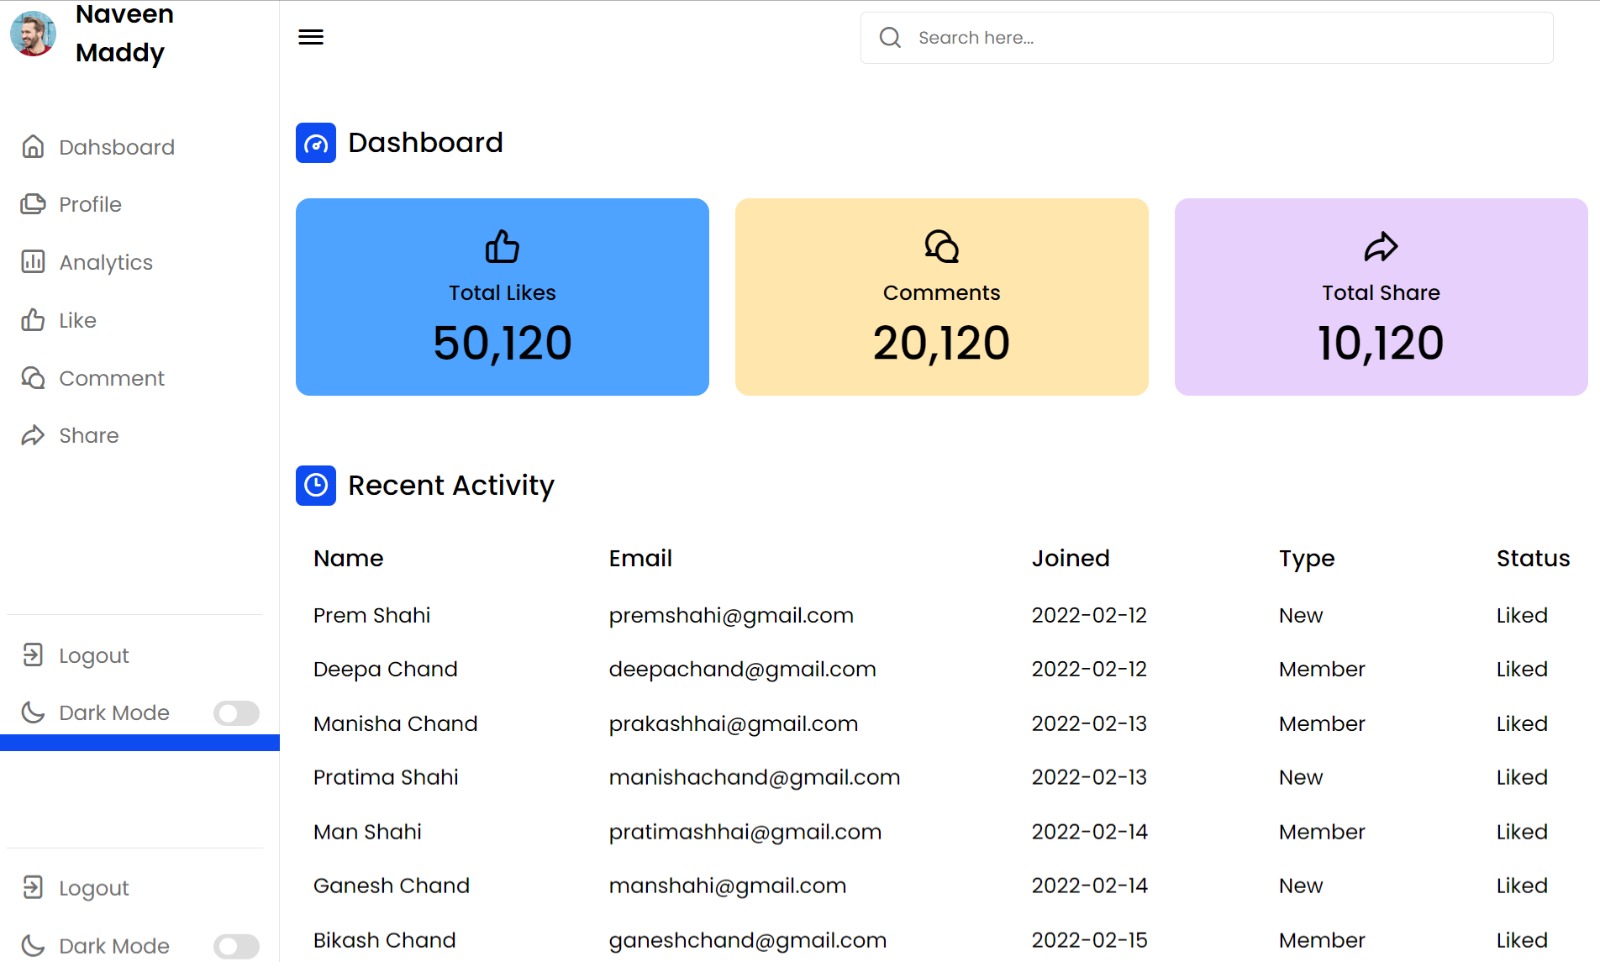 Naveen
Maddy
Search here...
Dahsboard
Profile
Analytics
Like
Comment
Share
Logout
Dark Mode
Logout
Dark Mode
Dashboard
Total Likes
50,120
Comments
20,120
Total Share
10,120
Recent Activity
Name Email Joined Type Status
Prem Shahi premshahi@gmail.com 2022-02-12 New Liked
Deepa Chand deepachand@gmail.com 2022-02-12 Member Liked
Manisha Chand prakashhai@gmail.com 2022-02-13 Member Liked
Pratima Shahi manishachand@gmail.com 2022-02-13 New Liked
Man Shahi pratimashhai@gmail.com 2022-02-14 Member Liked
Ganesh Chand manshahi@gmail.com 2022-02-14 New Liked
Bikash Chand ganeshchand@gmail.com 2022-02-15 Member Liked